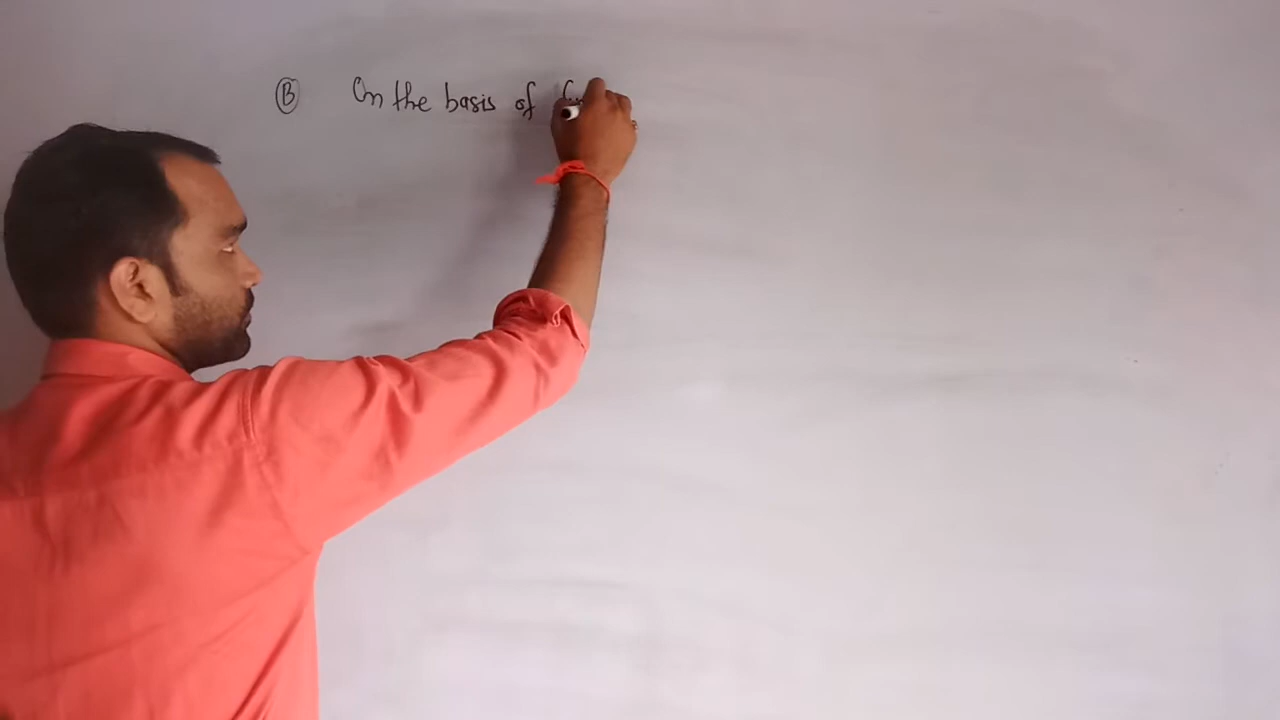 Ⓑ On the basis of